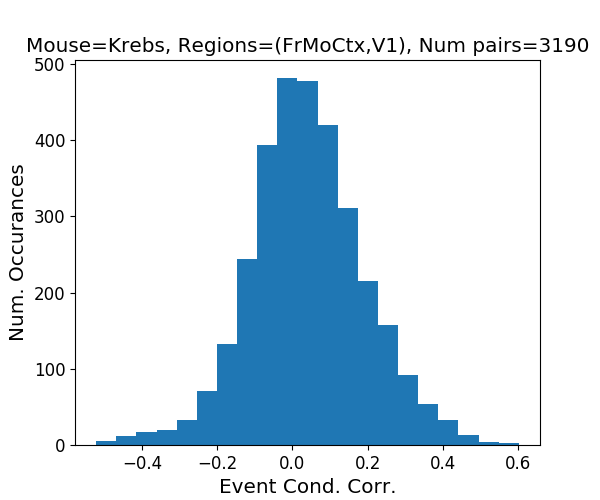 Mouse=Krebs, Regions=(FrMoCtx,V1), Num pairs=3190
500
400
300
200
100
0
Num. Occurances
−0.4 −0.2 0.0 0.2 0.4 0.6
Event Cond. Corr.